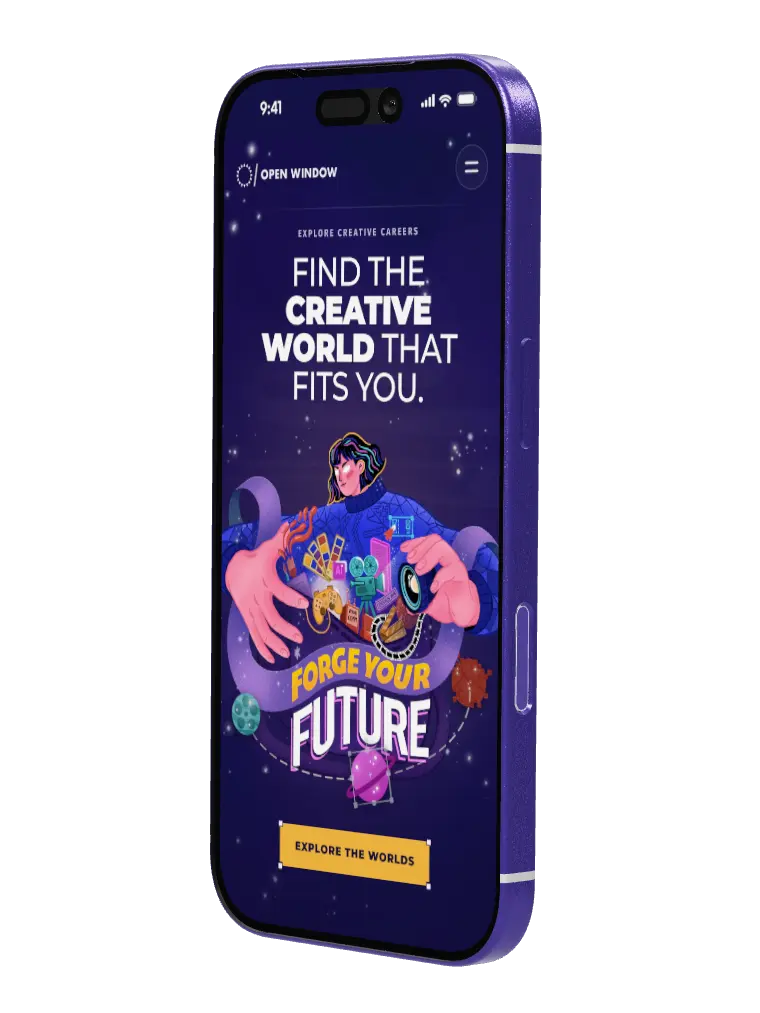 9:41
OPEN WINDOW
EXPLORE CREATIVE CAREERS
FIND THE
CREATIVE
WORLD THAT
FITS YOU.
FORGE YOUR
FUTURE
EXPLORE THE WORLDS